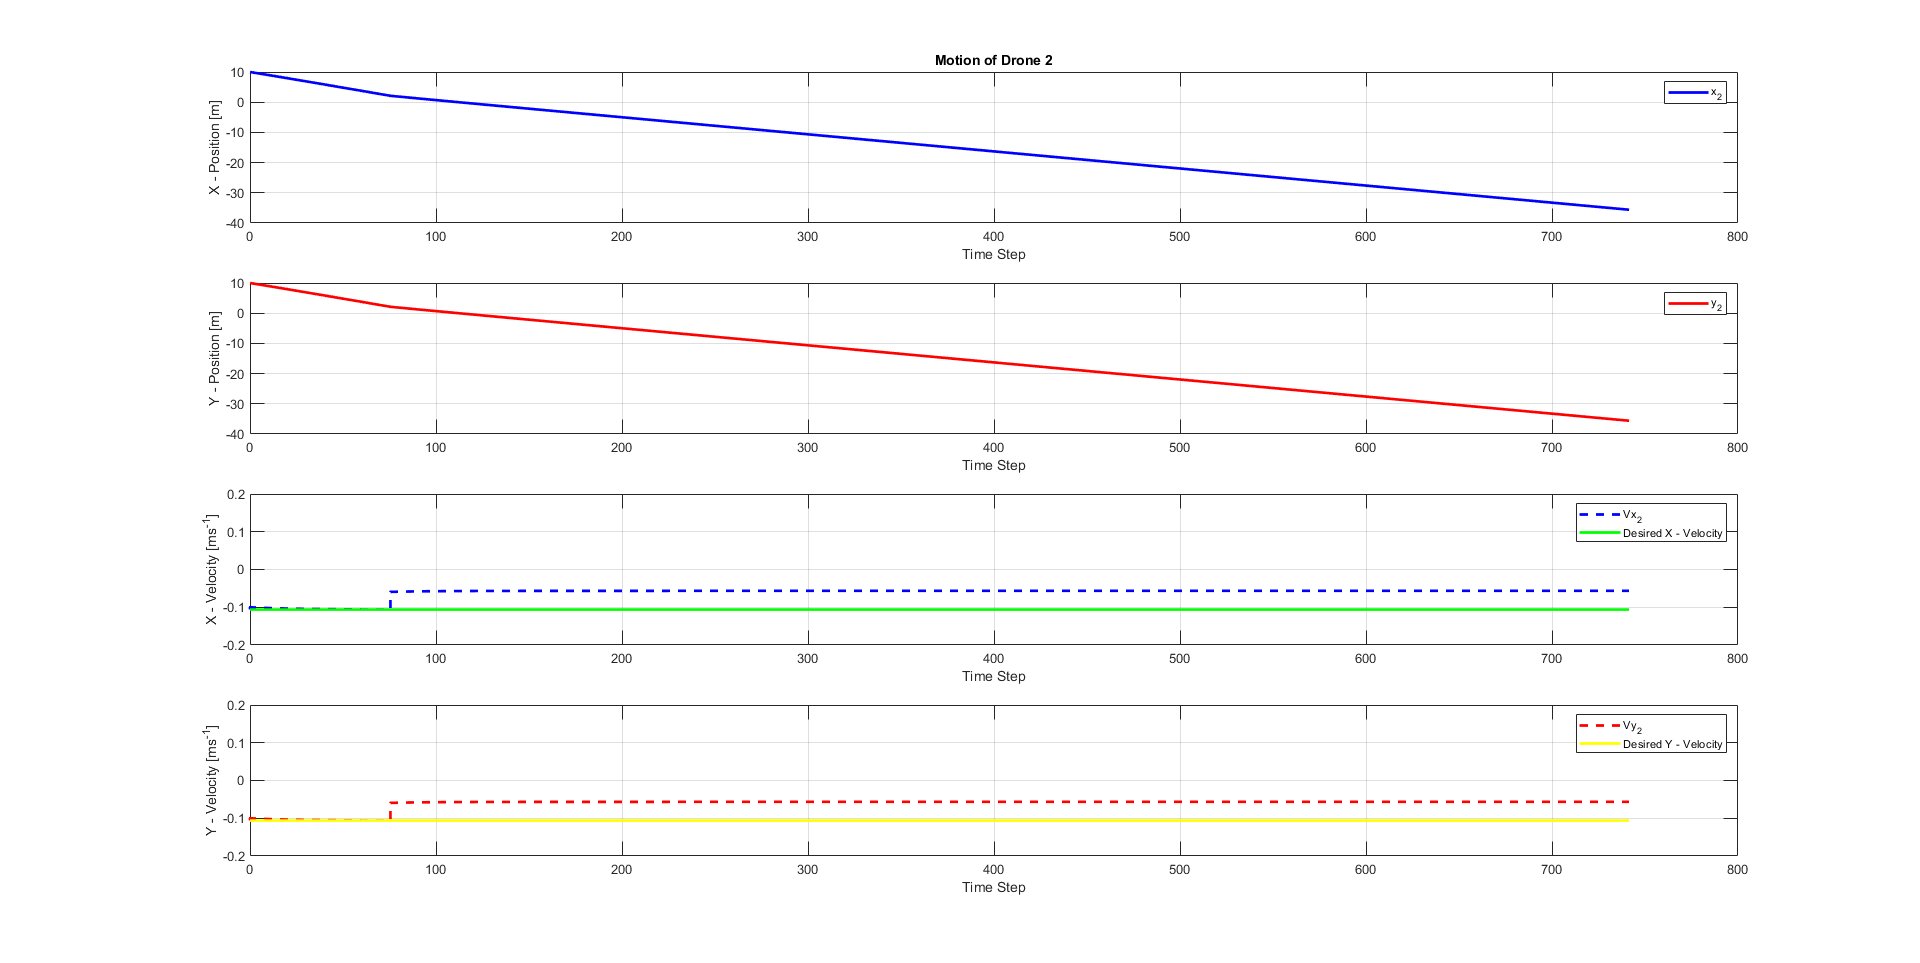 Motion of Drone 2
X - Position [m]
10
0
-10
-20
-30
-40
x2
0 100 200 300 400 500 600 700 800
Time Step
Y - Position [m]
10
0
-10
-20
-30
-40
y2
0 100 200 300 400 500 600 700 800
Time Step
X - Velocity [ms-1]
0.2
0.1
0
-0.1
-0.2
Vx2
Desired X - Velocity
0 100 200 300 400 500 600 700 800
Time Step
Y - Velocity [ms-1]
0.2
0.1
0
-0.1
-0.2
Vy2
Desired Y - Velocity
0 100 200 300 400 500 600 700 800
Time Step